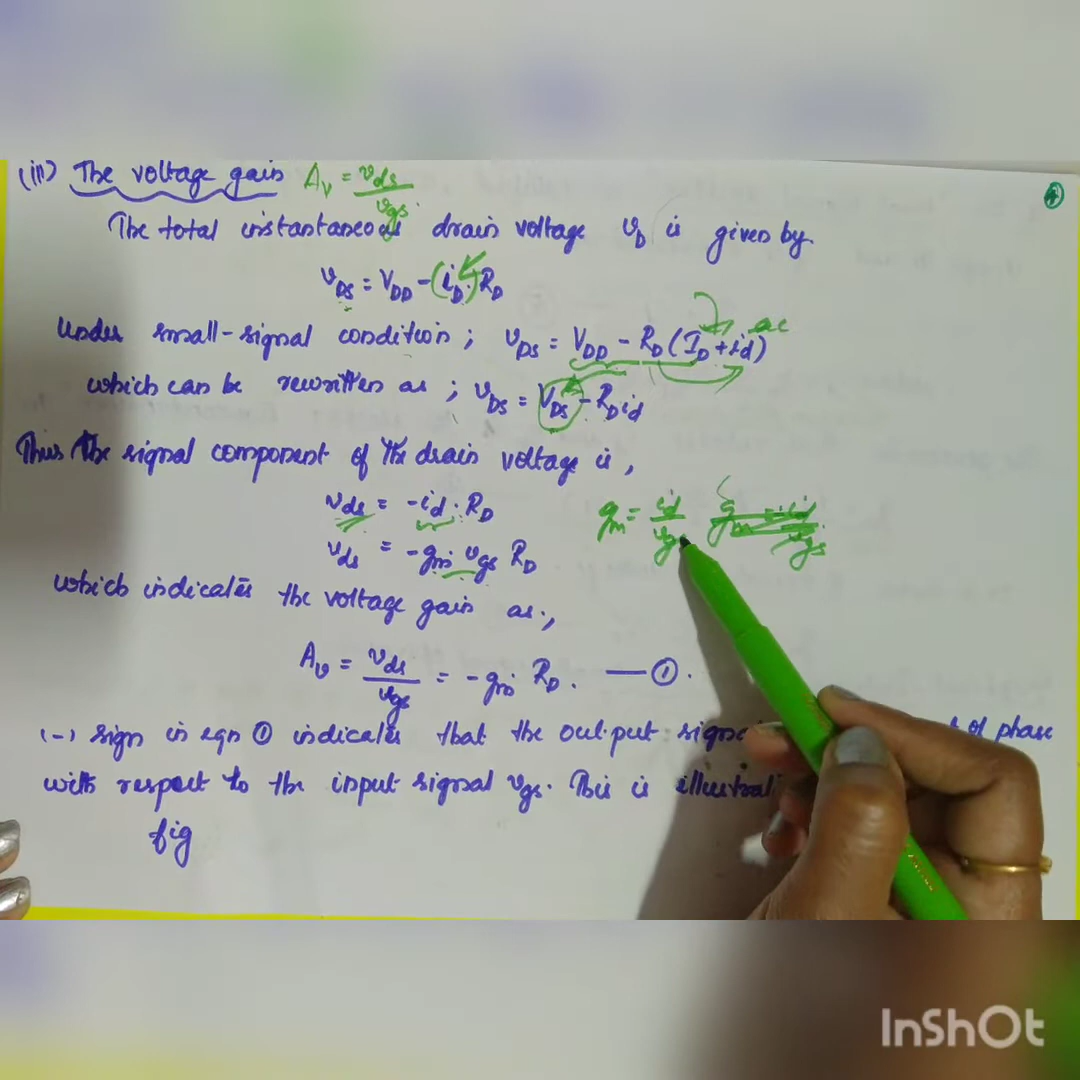 (iii) The voltage gain Av = vds/vgs
The total instantaneous drain voltage vD is given by
vDS = VDD - (iD). RD
Under small-signal condition; vDS = VDD - RD (ID + id) ac
which can be rewritten as; vDS = VDS - RD id
Thus the signal component of the drain voltage is,
vds = -id. RD gm = id/vgs
vds = -gm. vgs RD
which indicates the voltage gain as.,
Av = vds/vgs = - gm. RD. — ①.
(-) sign in eqn ① indicates that the output of phase
with respect to the input signal vgs. This is
fig
InShOt